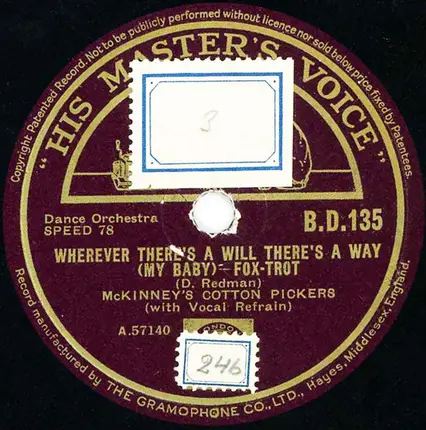 Copyright Patented Record. Not to be publicly performed without licence nor sold below price fixed by Patentees.
"HIS MASTER'S VOICE"
3
Dance Orchestra
SPEED 78
B.D.135
WHEREVER THERE'S A WILL THERE'S A WAY
(MY BABY)-FOX-TROT
(D. Redman)
McKINNEY'S COTTON PICKERS
(with Vocal Refrain)
A.57140
LONDON
246
Record manufactured by THE GRAMOPHONE CO., LTD., Hayes, Middlesex, England.